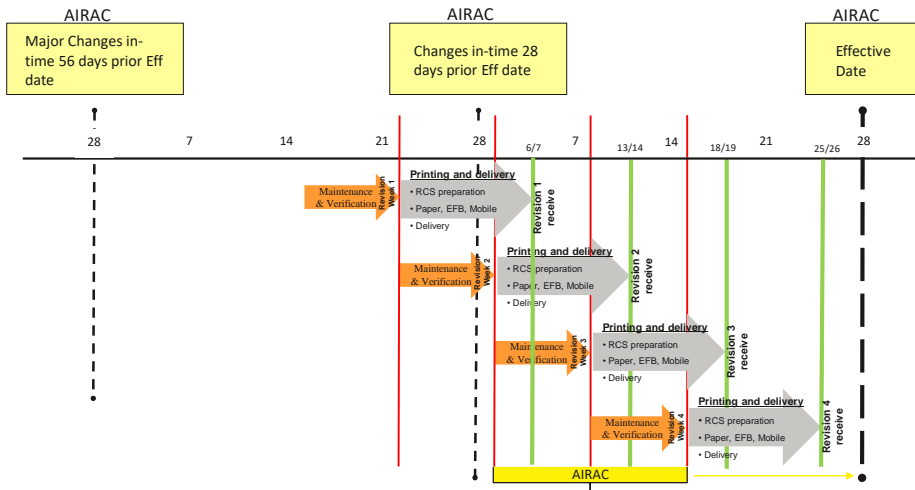 AIRAC
AIRAC
AIRAC
Major Changes in-
time 56 days prior Eff
date
Changes in-time 28
days prior Eff date
Effective
Date
28
7
14
21
28
7
14
21
28
6/7
13/14
18/19
25/26
Maintenance
& Verification
Revision
Week 1
Printing and delivery
• RCS preparation
• Paper, EFB, Mobile
• Delivery
Revision 1
receive
Maintenance
& Verification
Revision
Week 2
Printing and delivery
• RCS preparation
• Paper, EFB, Mobile
• Delivery
Revision 2
receive
Maintenance
& Verification
Revision
Week 3
Printing and delivery
• RCS preparation
• Paper, EFB, Mobile
• Delivery
Revision 3
receive
Maintenance
& Verification
Revision
Week 4
Printing and delivery
• RCS preparation
• Paper, EFB, Mobile
• Delivery
Revision 4
receive
AIRAC